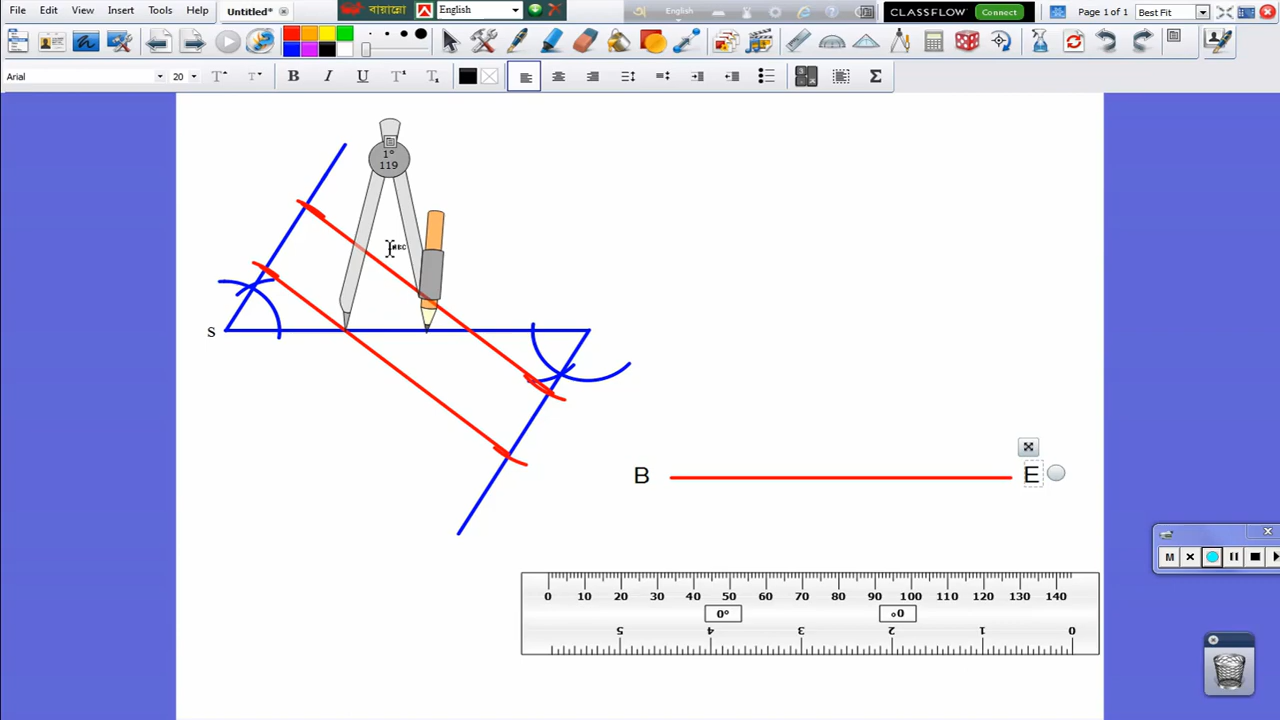 File Edit View Insert Tools Help Untitled* বায়ান্নো English English CLASSFLOW Connect Page 1 of 1 Best Fit
Arial 20 B I U T T T T Σ
1°
119
S
B E
0 10 20 30 40 50 60 70 80 90 100 110 120 130 140
0° 0°
5 4 3 2 1 0
M